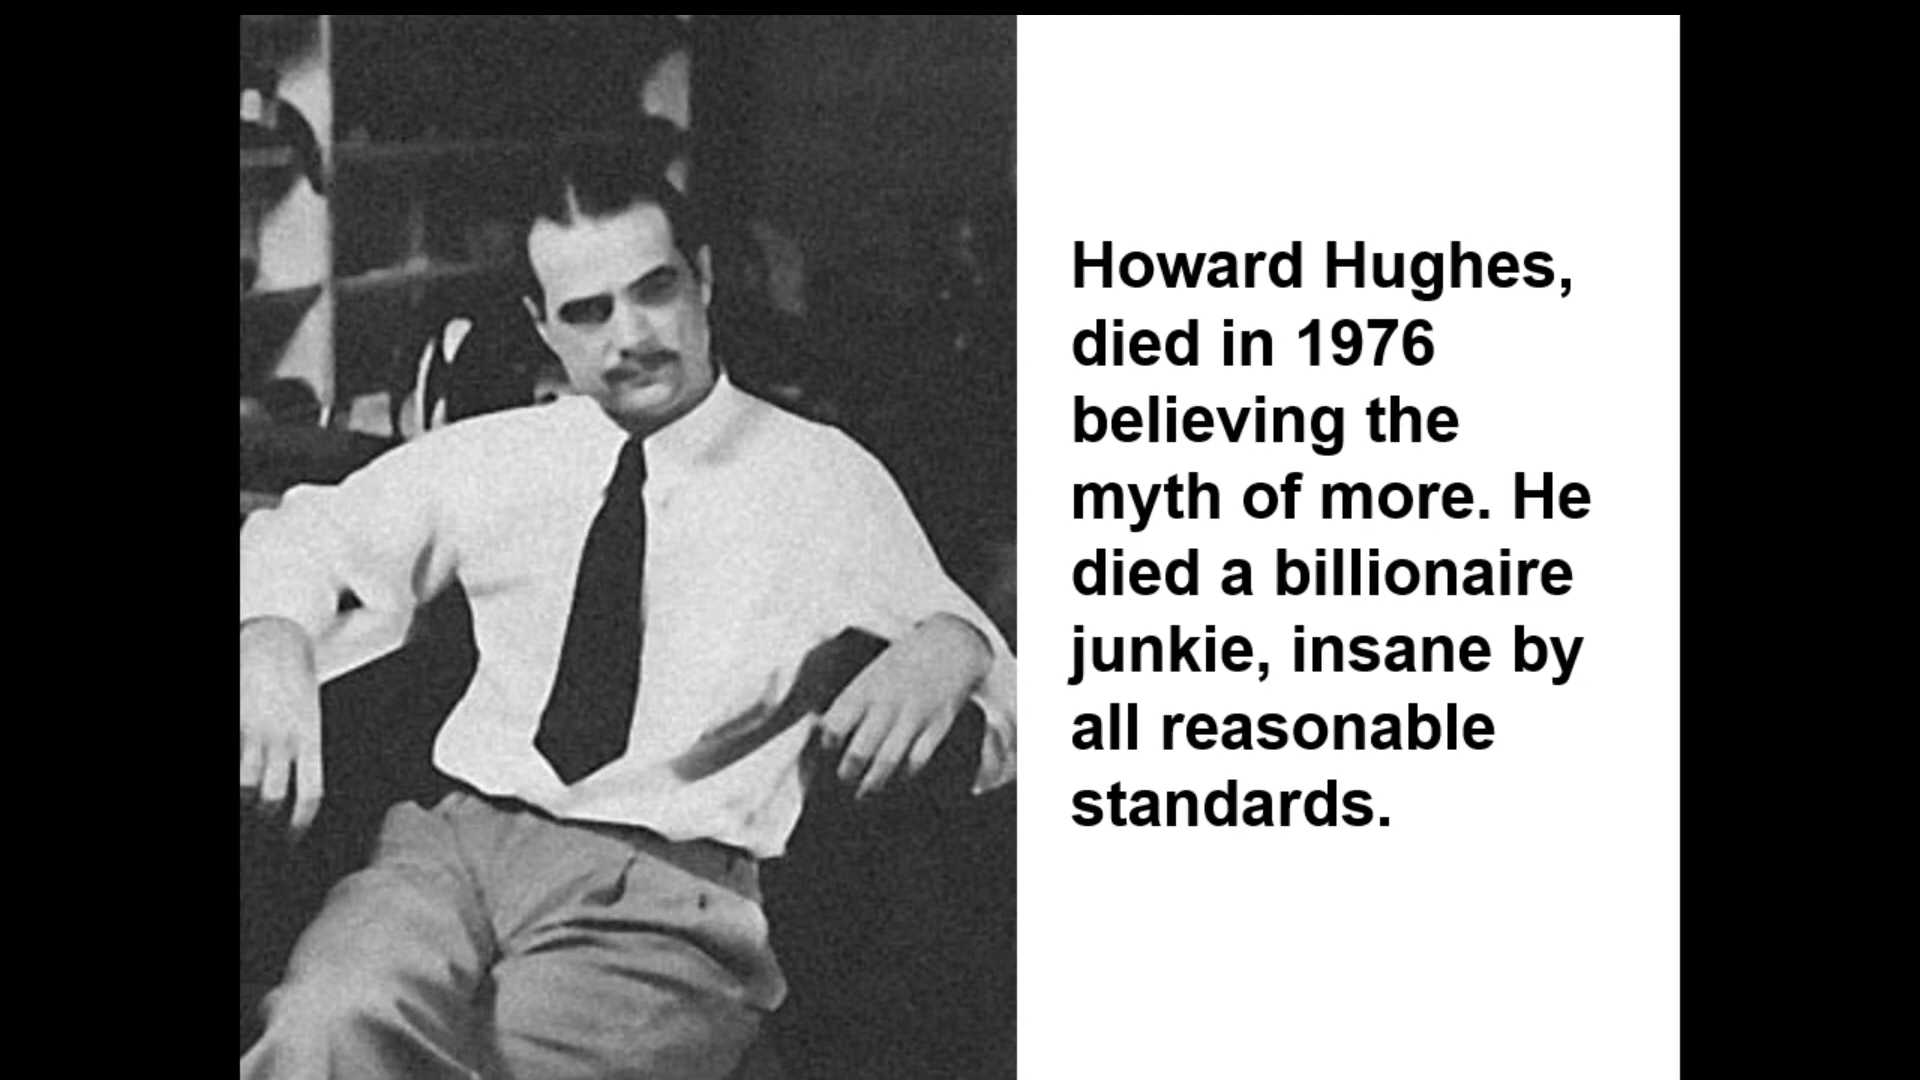 Howard Hughes,
died in 1976
believing the
myth of more. He
died a billionaire
junkie, insane by
all reasonable
standards.